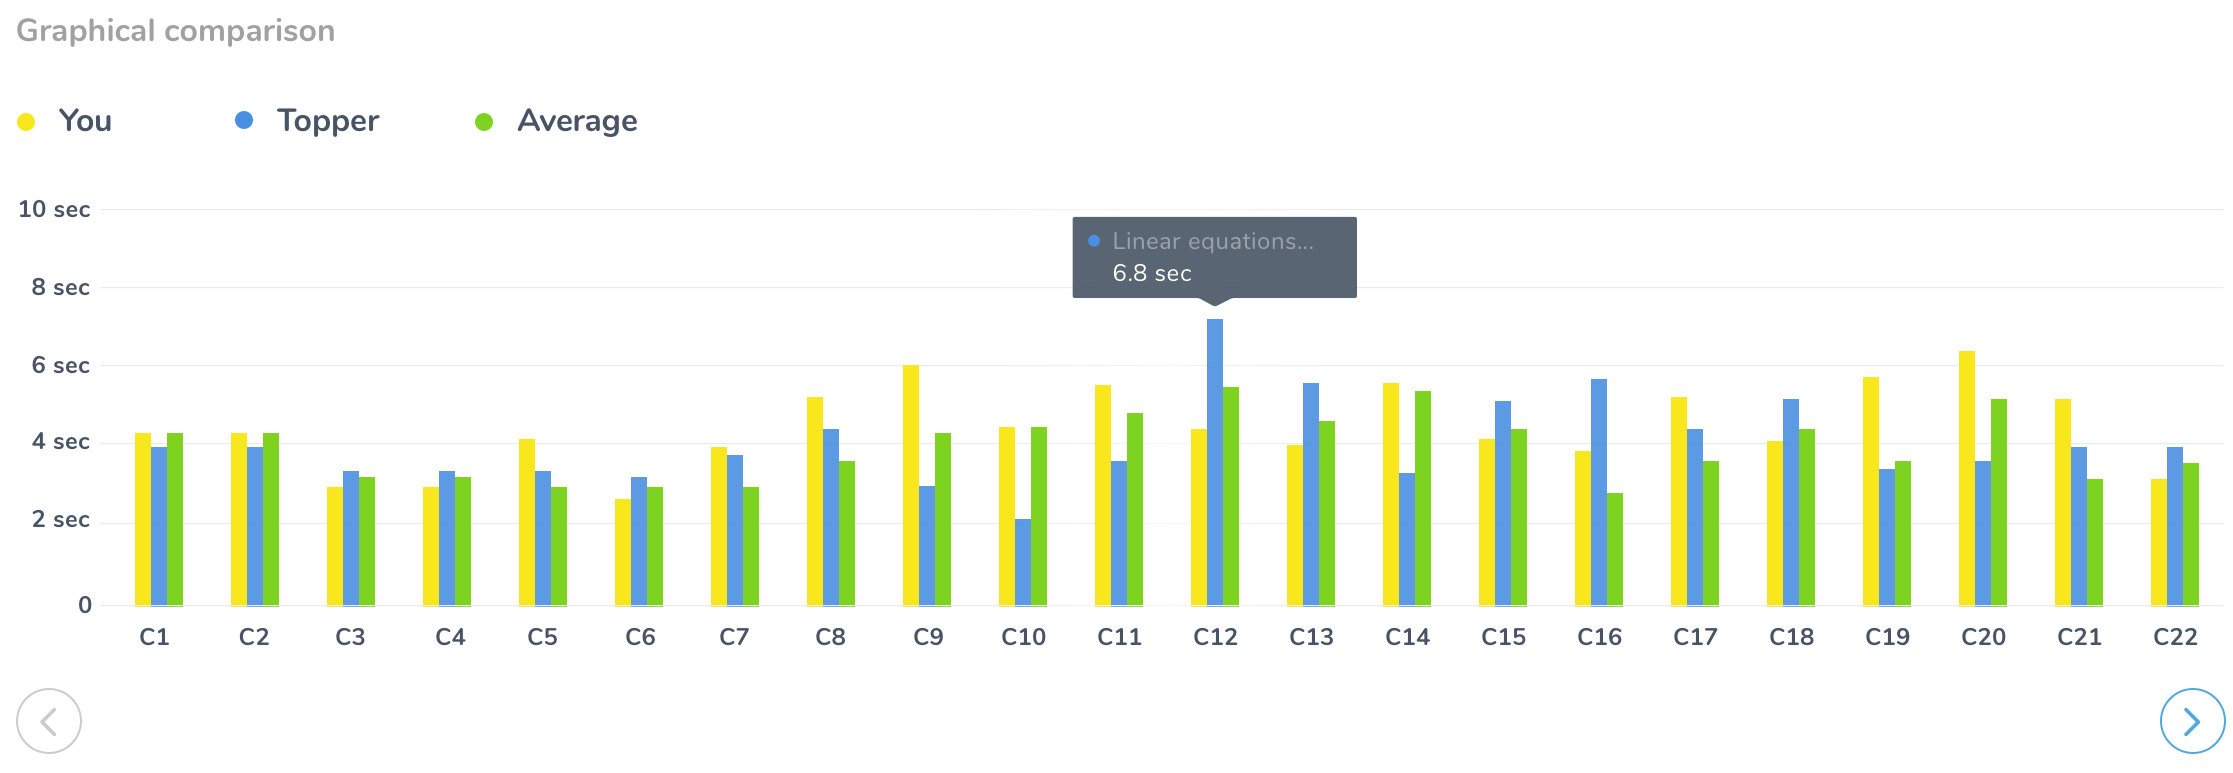 Graphical comparison
You Topper Average
10 sec
Linear equations...
6.8 sec
8 sec
6 sec
4 sec
2 sec
0
C1 C2 C3 C4 C5 C6 C7 C8 C9 C10 C11 C12 C13 C14 C15 C16 C17 C18 C19 C20 C21 C22